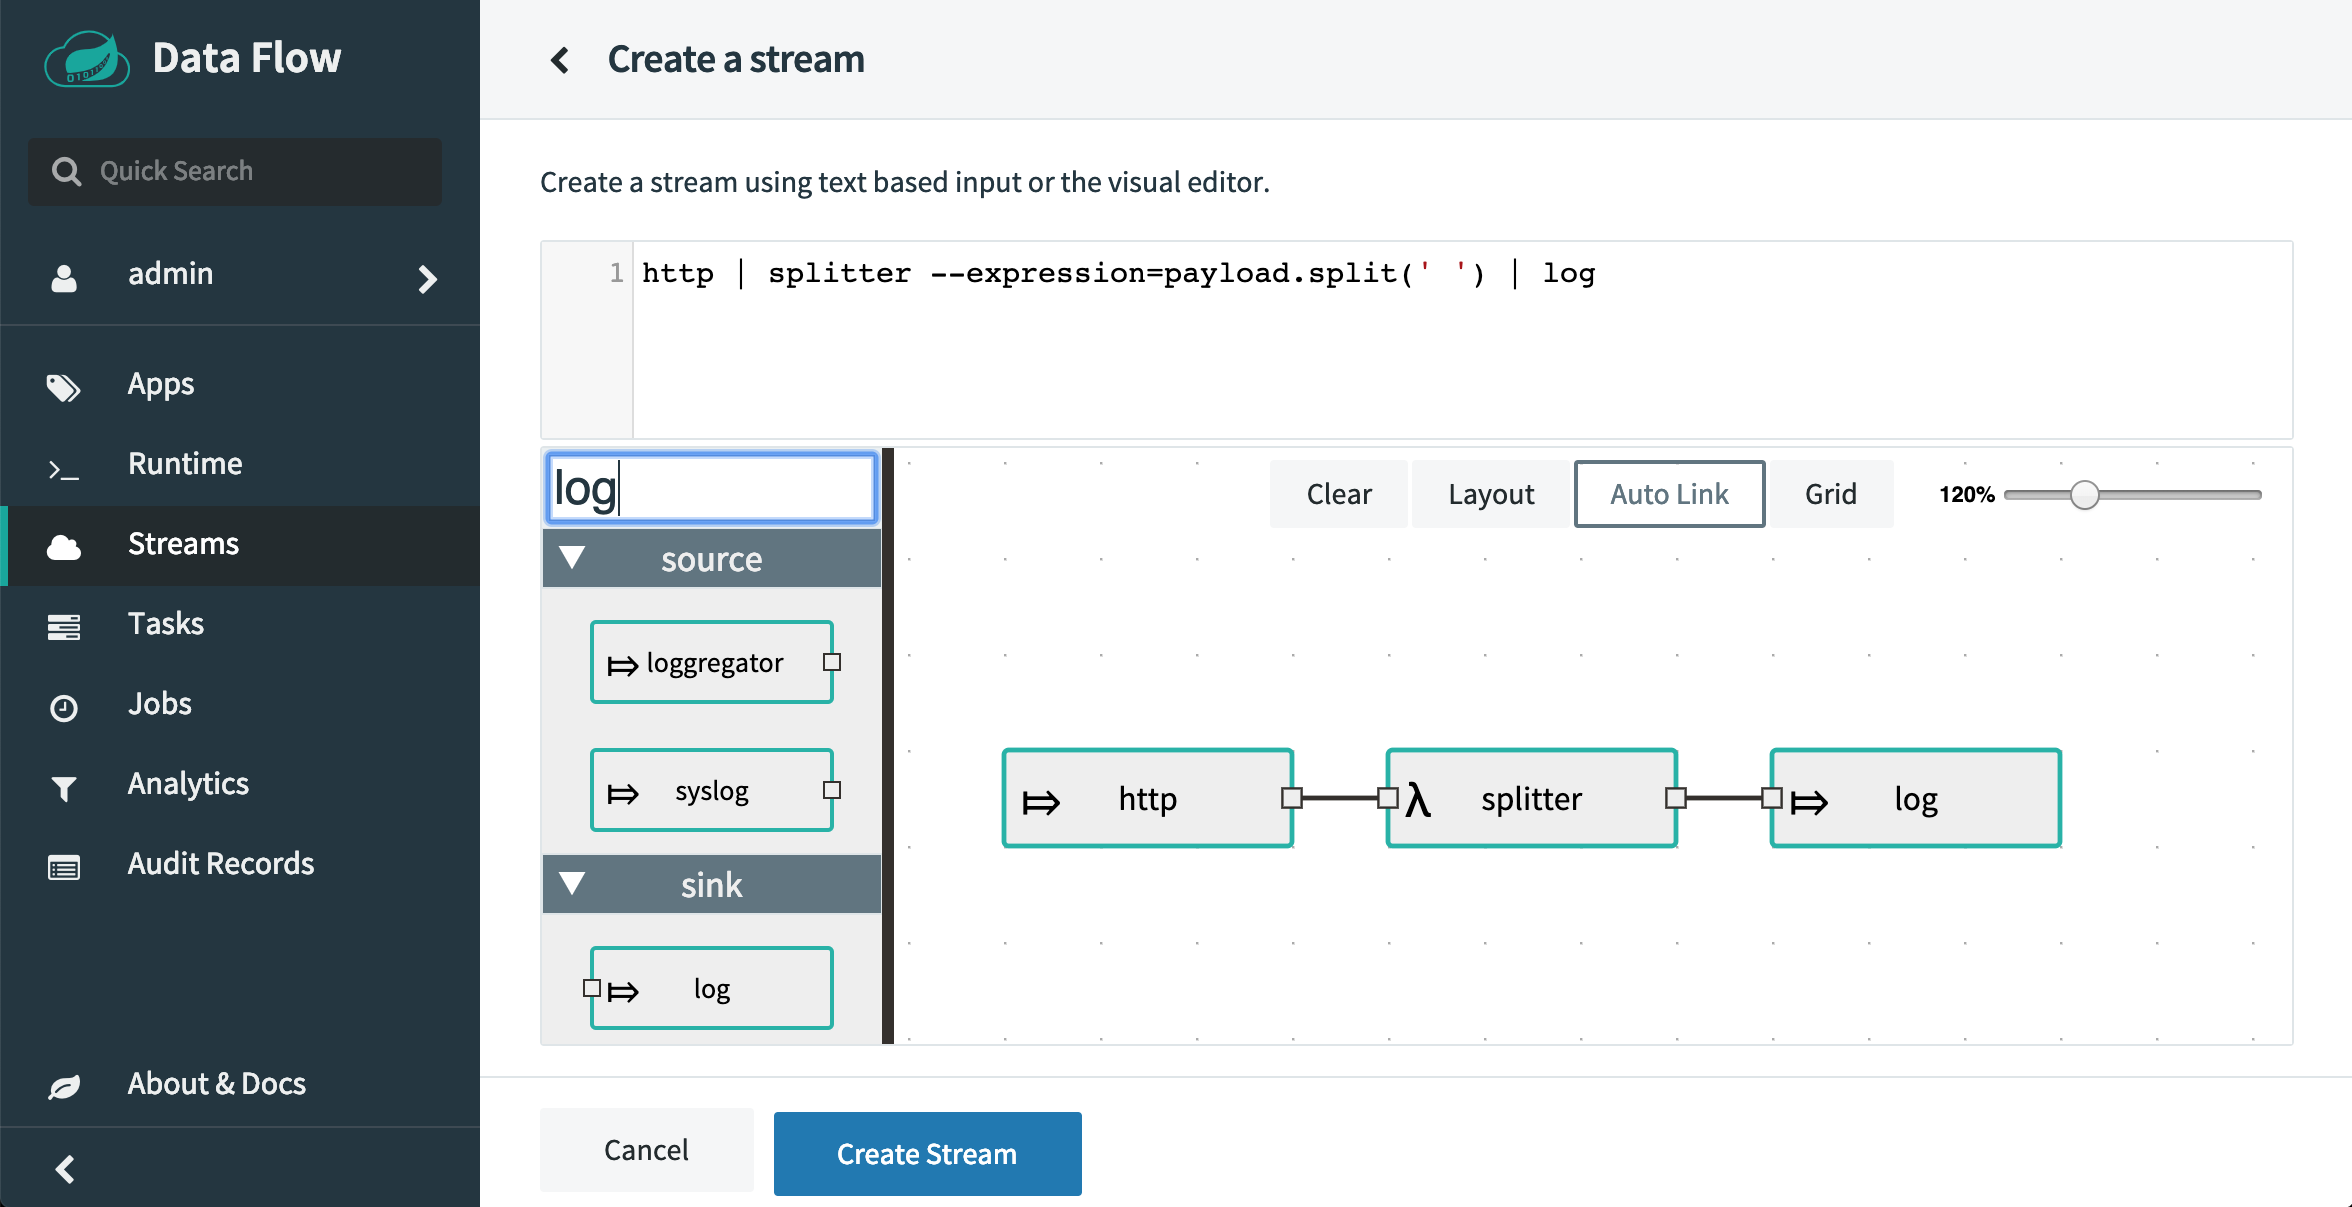 Data Flow
Quick Search
admin
Apps
Runtime
Streams
Tasks
Jobs
Analytics
Audit Records
About & Docs
Create a stream
Create a stream using text based input or the visual editor.
1 http | splitter --expression=payload.split(' ') | log
log
Clear Layout Auto Link Grid 120%
source
loggregator
syslog
sink
log
http λ splitter log
Cancel Create Stream